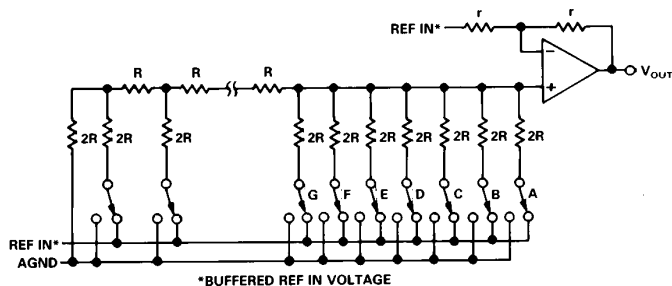 REF IN*
r
r
−
+
V_OUT
R
R
R
2R
2R
2R
2R
2R
2R
2R
2R
2R
2R
G
F
E
D
C
B
A
REF IN*
AGND
*BUFFERED REF IN VOLTAGE